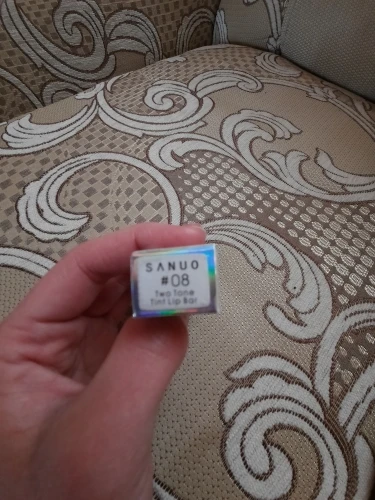 SANUO
#08
Two Tone
Tint Lip Bar